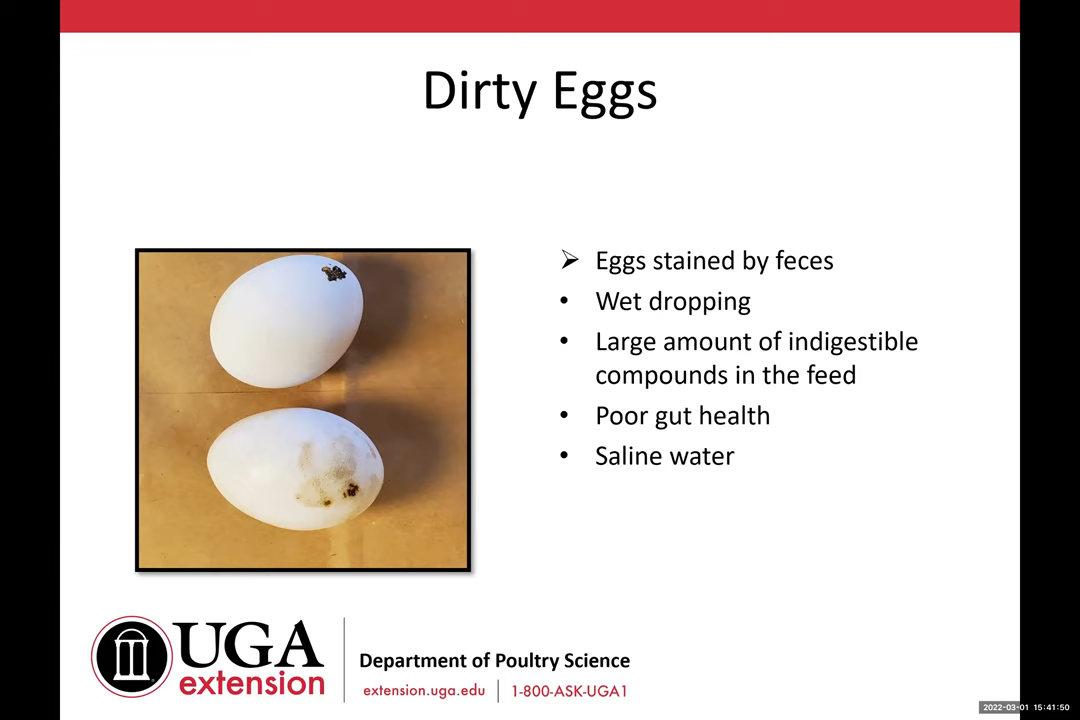 Dirty Eggs
➢ Eggs stained by feces
• Wet dropping
• Large amount of indigestible
compounds in the feed
• Poor gut health
• Saline water
UGA
extension
Department of Poultry Science
extension.uga.edu | 1-800-ASK-UGA1
2022-03-01 15:41:50